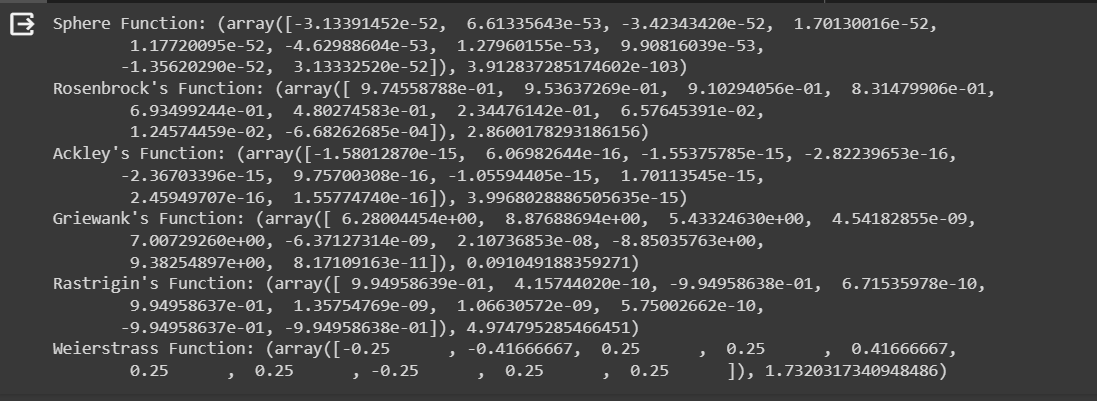 Sphere Function: (array([-3.13391452e-52,  6.61335643e-53, -3.42343420e-52,  1.70130016e-52,
        1.17720095e-52, -4.62988604e-53,  1.27960155e-53,  9.90816039e-53,
       -1.35620290e-52,  3.13332520e-52]), 3.912837285174602e-103)
Rosenbrock's Function: (array([ 9.74558788e-01,  9.53637269e-01,  9.10294056e-01,  8.31479906e-01,
        6.93499244e-01,  4.80274583e-01,  2.34476142e-01,  6.57645391e-02,
        1.24574459e-02, -6.68262685e-04]), 2.8600178293186156)
Ackley's Function: (array([-1.58012870e-15,  6.06982644e-16, -1.55375785e-15, -2.82239653e-16,
       -2.36703396e-15,  9.75700308e-16, -1.05594405e-15,  1.70113545e-15,
        2.45949707e-16,  1.55774740e-16]), 3.9968028886505635e-15)
Griewank's Function: (array([ 6.28004454e+00,  8.87688694e+00,  5.43324630e+00,  4.54182855e-09,
        7.00729260e+00, -6.37127314e-09,  2.10736853e-08, -8.85035763e+00,
        9.38254897e+00,  8.17109163e-11]), 0.091049188359271)
Rastrigin's Function: (array([ 9.94958639e-01,  4.15744020e-10, -9.94958638e-01,  6.71535978e-10,
        9.94958637e-01,  1.35754769e-09,  1.06630572e-09,  5.75002662e-10,
       -9.94958637e-01, -9.94958638e-01]), 4.974795285466451)
Weierstrass Function: (array([-0.25      , -0.41666667,  0.25      ,  0.25      ,  0.41666667,
        0.25      ,  0.25      , -0.25      ,  0.25      ,  0.25      ]), 1.7320317340948486)